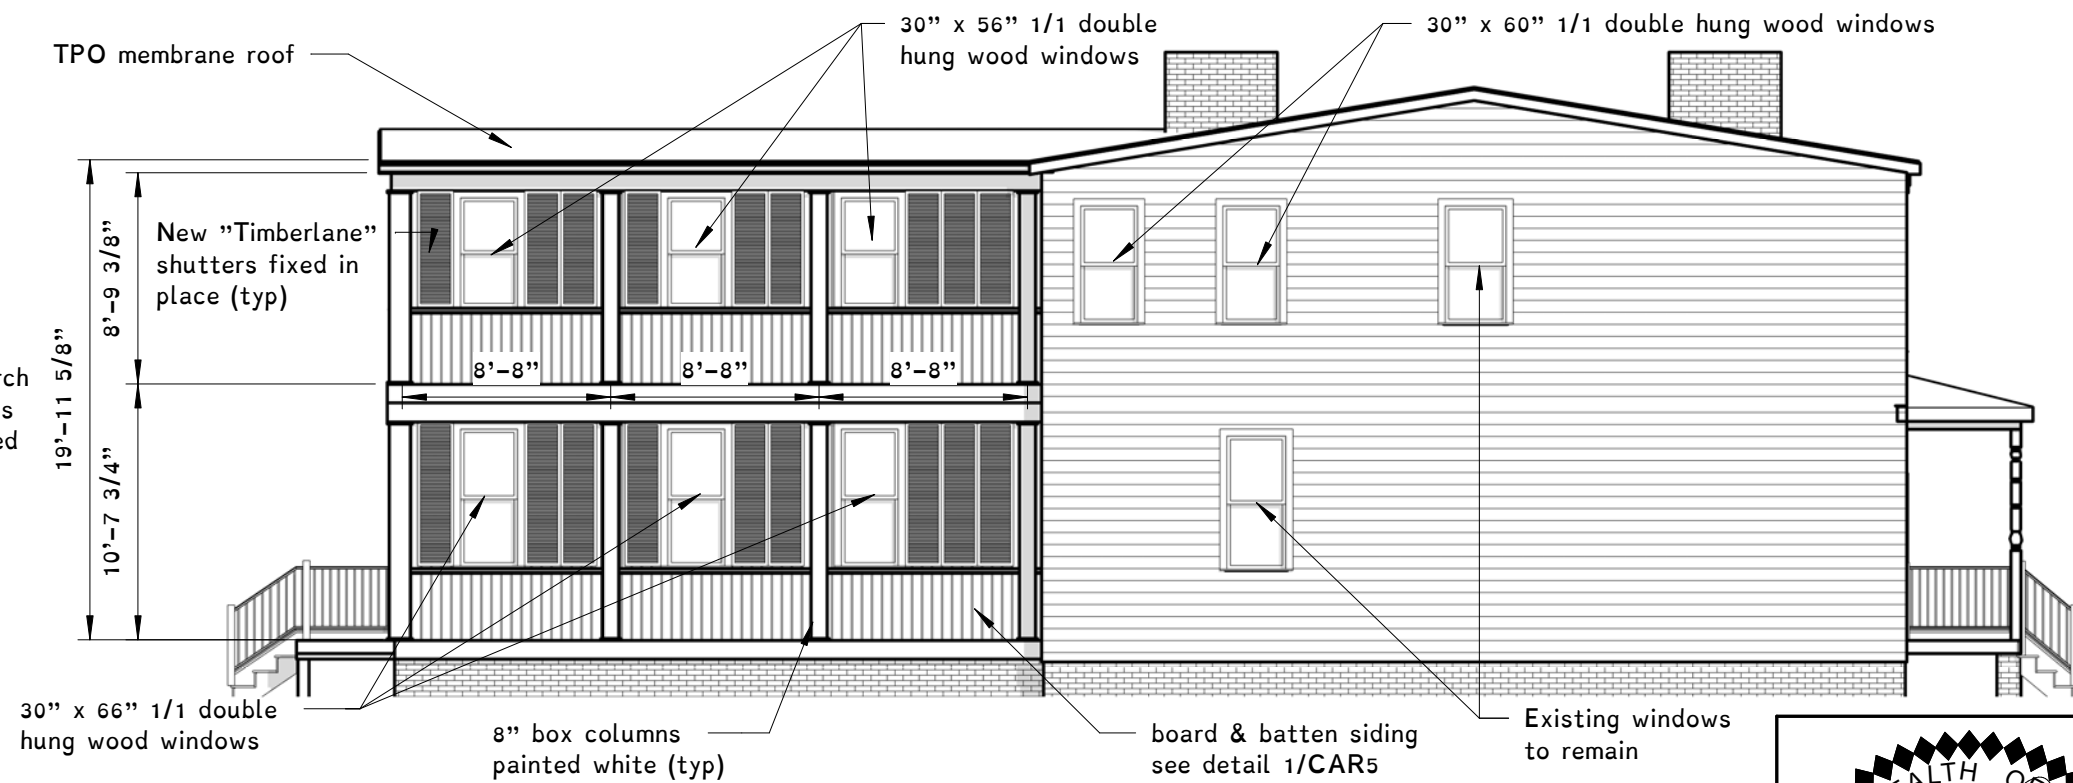 30” x 56” 1/1 double
hung wood windows
30” x 60” 1/1 double hung wood windows
TPO membrane roof
New ”Timberlane”
shutters fixed in
place (typ)
8’-9 3/8”
19’-11 5/8”
10’-7 3/4”
8’-8”
8’-8”
8’-8”
30” x 66” 1/1 double
hung wood windows
8” box columns
painted white (typ)
board & batten siding
see detail 1/CAR5
Existing windows
to remain